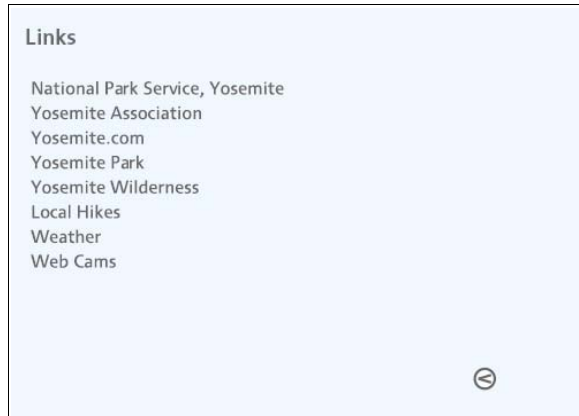 Links
National Park Service, Yosemite
Yosemite Association
Yosemite.com
Yosemite Park
Yosemite Wilderness
Local Hikes
Weather
Web Cams